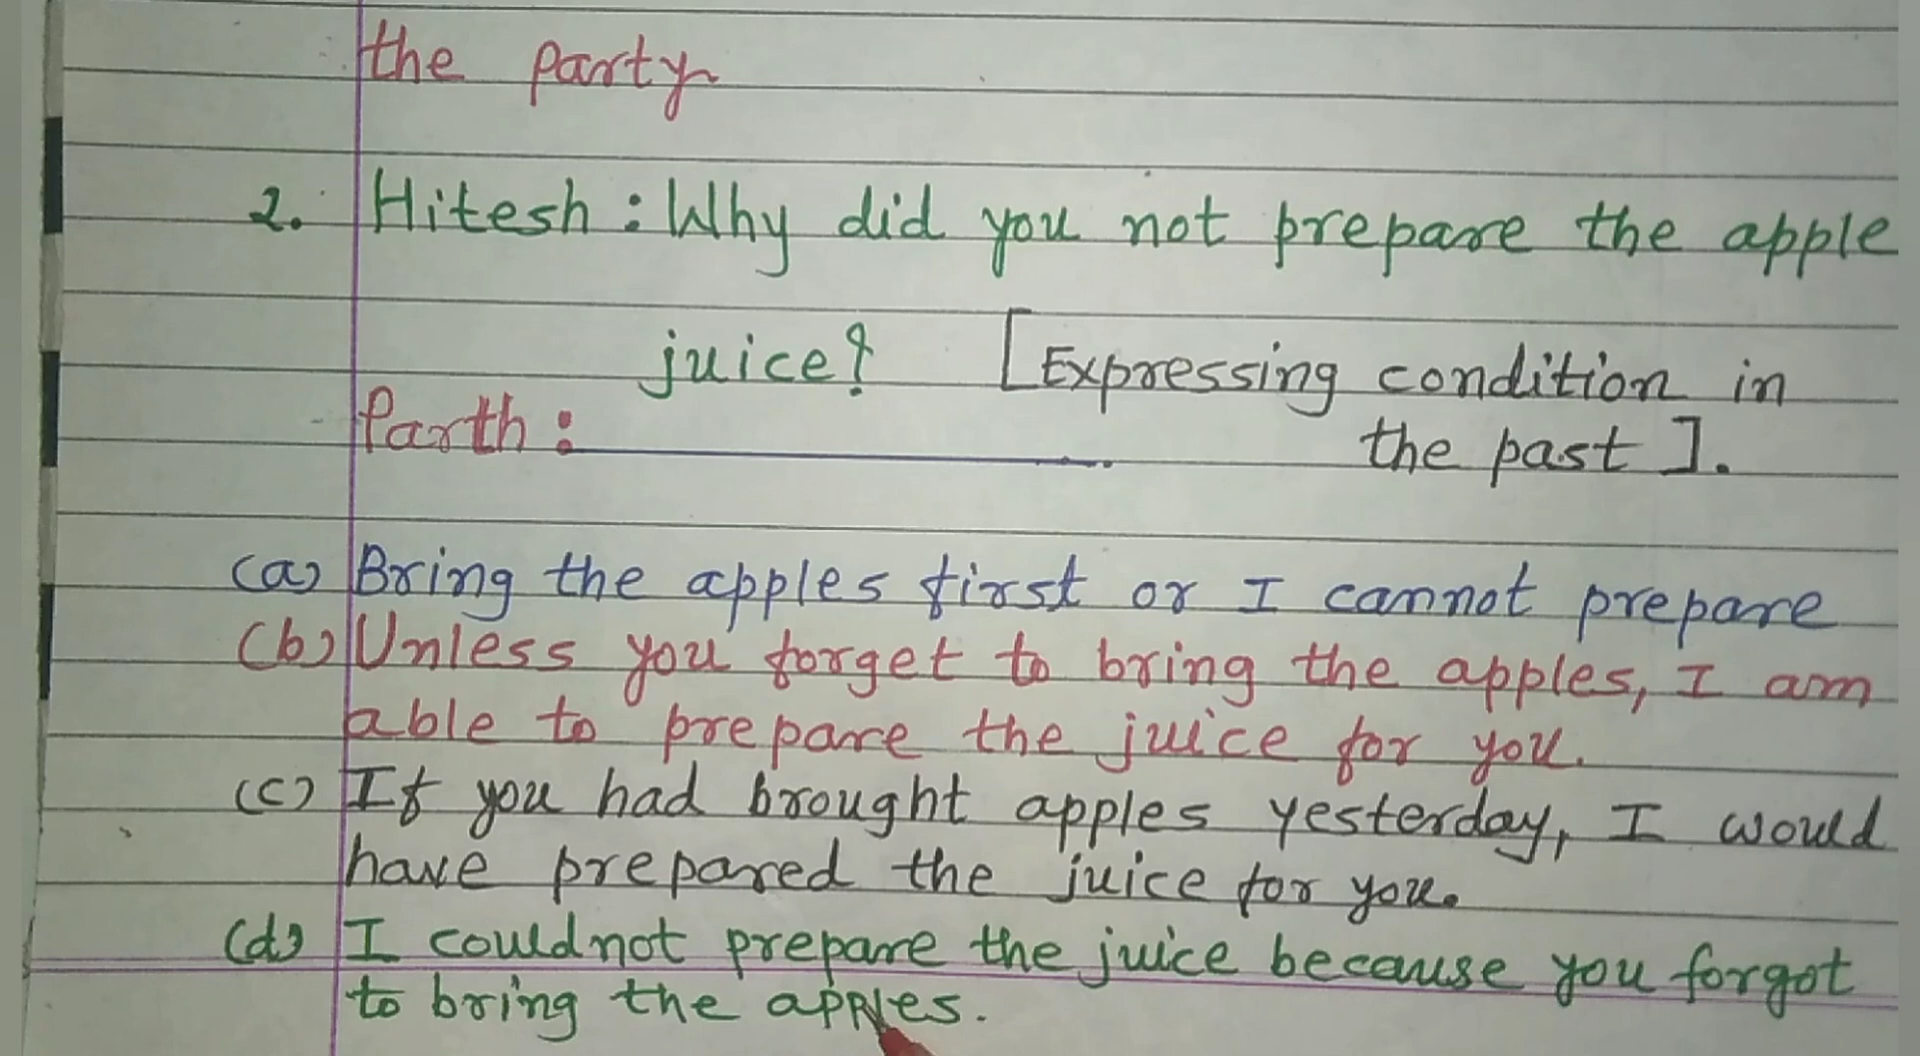 the party
2. Hitesh : Why did you not prepare the apple
juice? [Expressing condition in
Parth : ____________. the past ].
(a) Bring the apples first or I cannot prepare
(b) Unless you forget to bring the apples, I am
able to prepare the juice for you.
(c) If you had brought apples yesterday, I would
have prepared the juice for you.
(d) I could not prepare the juice because you forgot
to bring the apples.